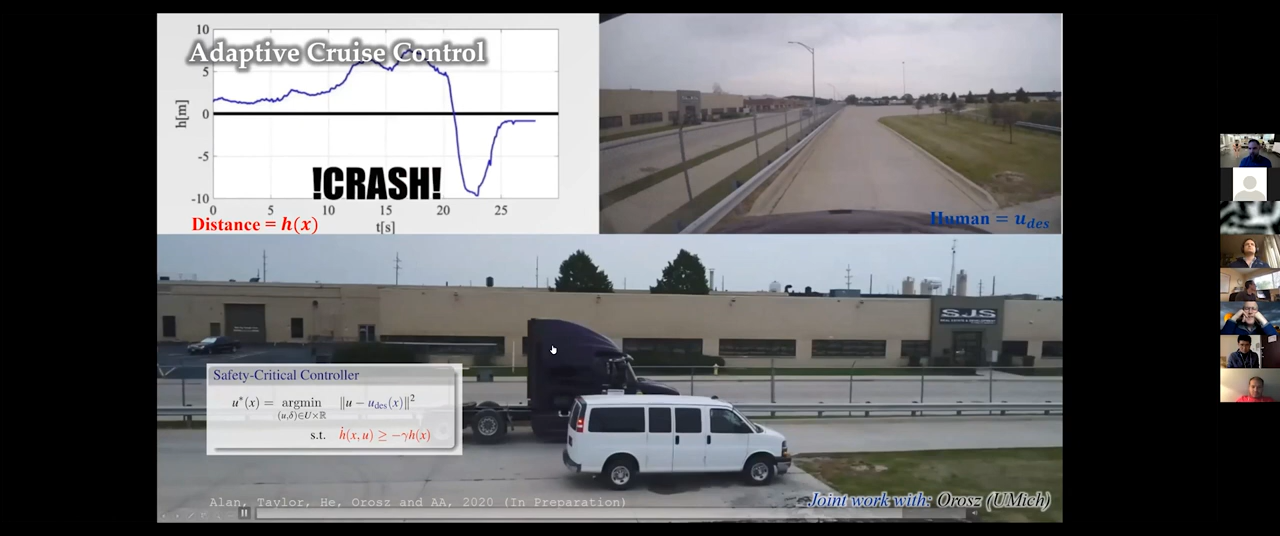 Adaptive Cruise Control
10
5
0
-5
-10
h[m]
0 5 10 15 20 25
t[s]
!CRASH!
Distance = h(x)
Human = u_des
SJS
Safety-Critical Controller
u*(x) = argmin ‖u − u_des(x)‖²
(u,δ)∈U×ℝ
s.t. ḣ(x, u) ≥ −γh(x)
Alan, Taylor, He, Orosz and AA, 2020 (In Preparation)
Joint work with: Orosz (UMich)